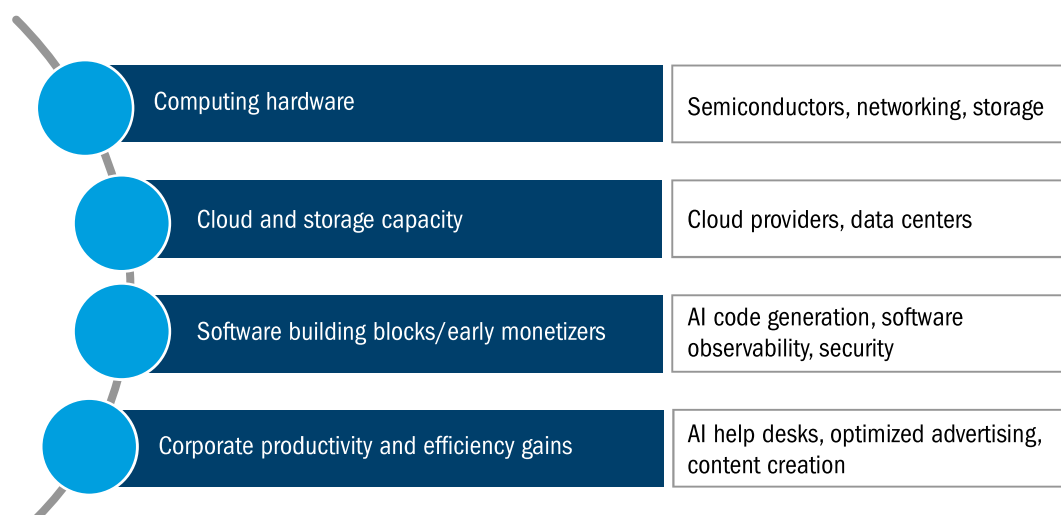 Computing hardware
Semiconductors, networking, storage
Cloud and storage capacity
Cloud providers, data centers
Software building blocks/early monetizers
AI code generation, software
observability, security
Corporate productivity and efficiency gains
AI help desks, optimized advertising,
content creation